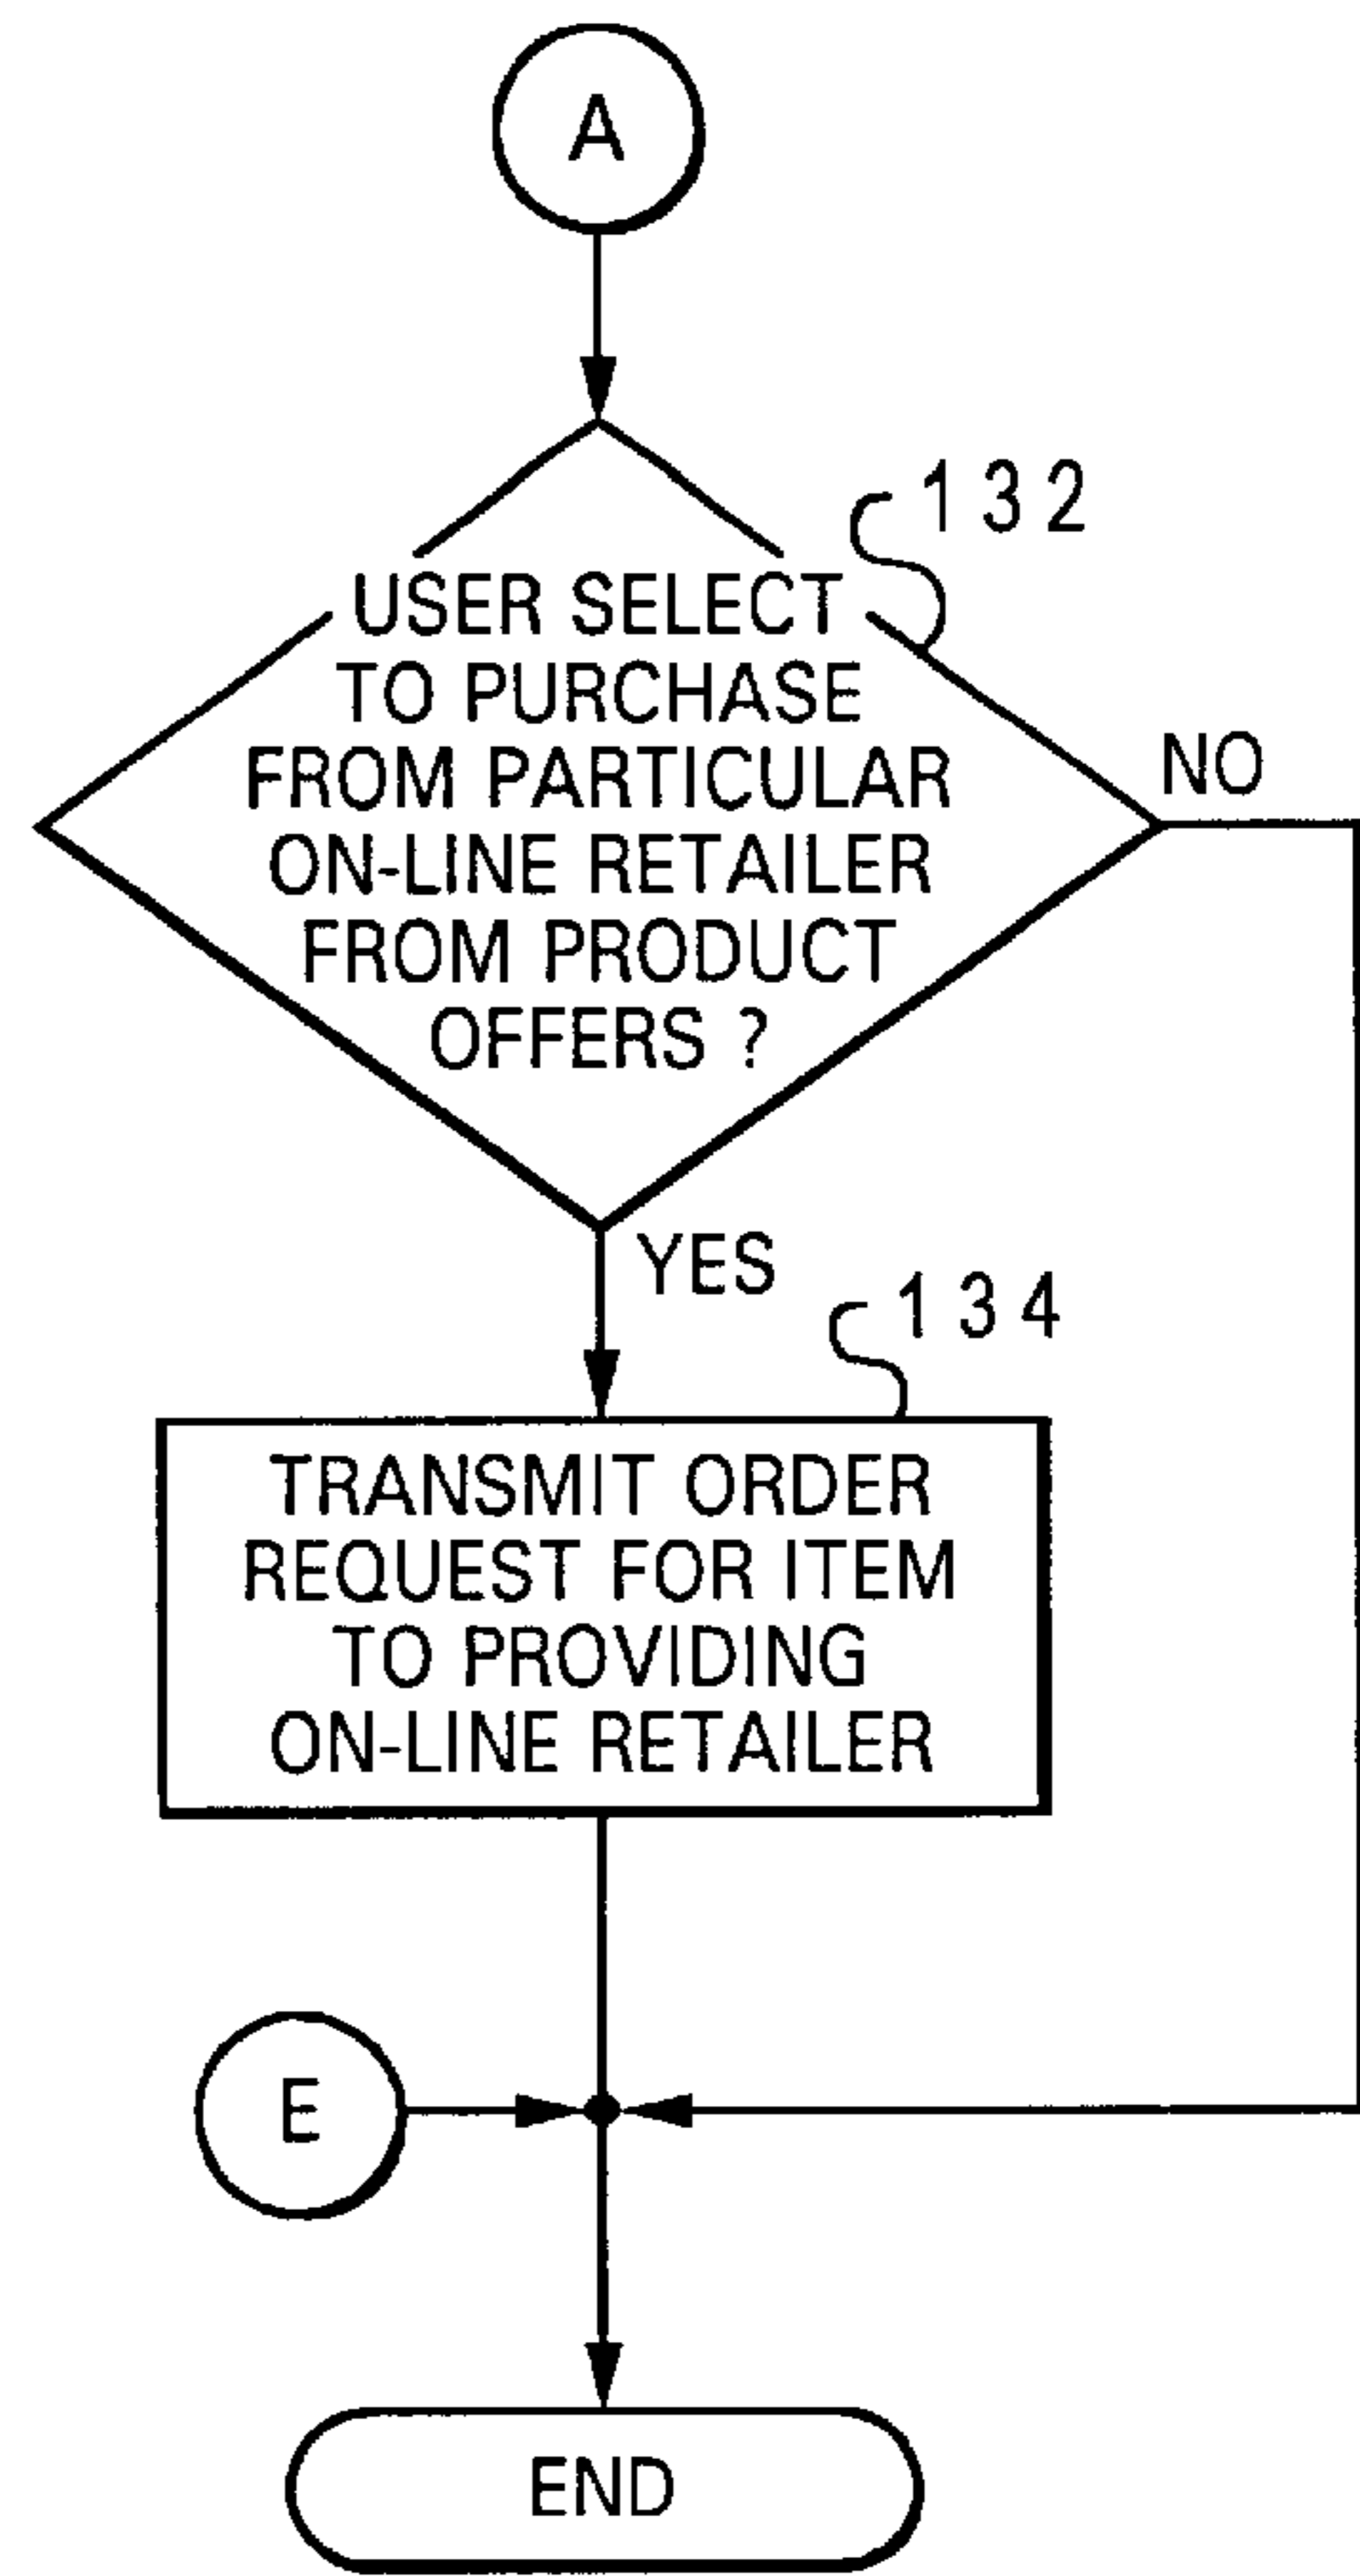 A
132
USER SELECT
TO PURCHASE
FROM PARTICULAR
ON-LINE RETAILER
FROM PRODUCT
OFFERS ?
NO
YES
134
TRANSMIT ORDER
REQUEST FOR ITEM
TO PROVIDING
ON-LINE RETAILER
E
END